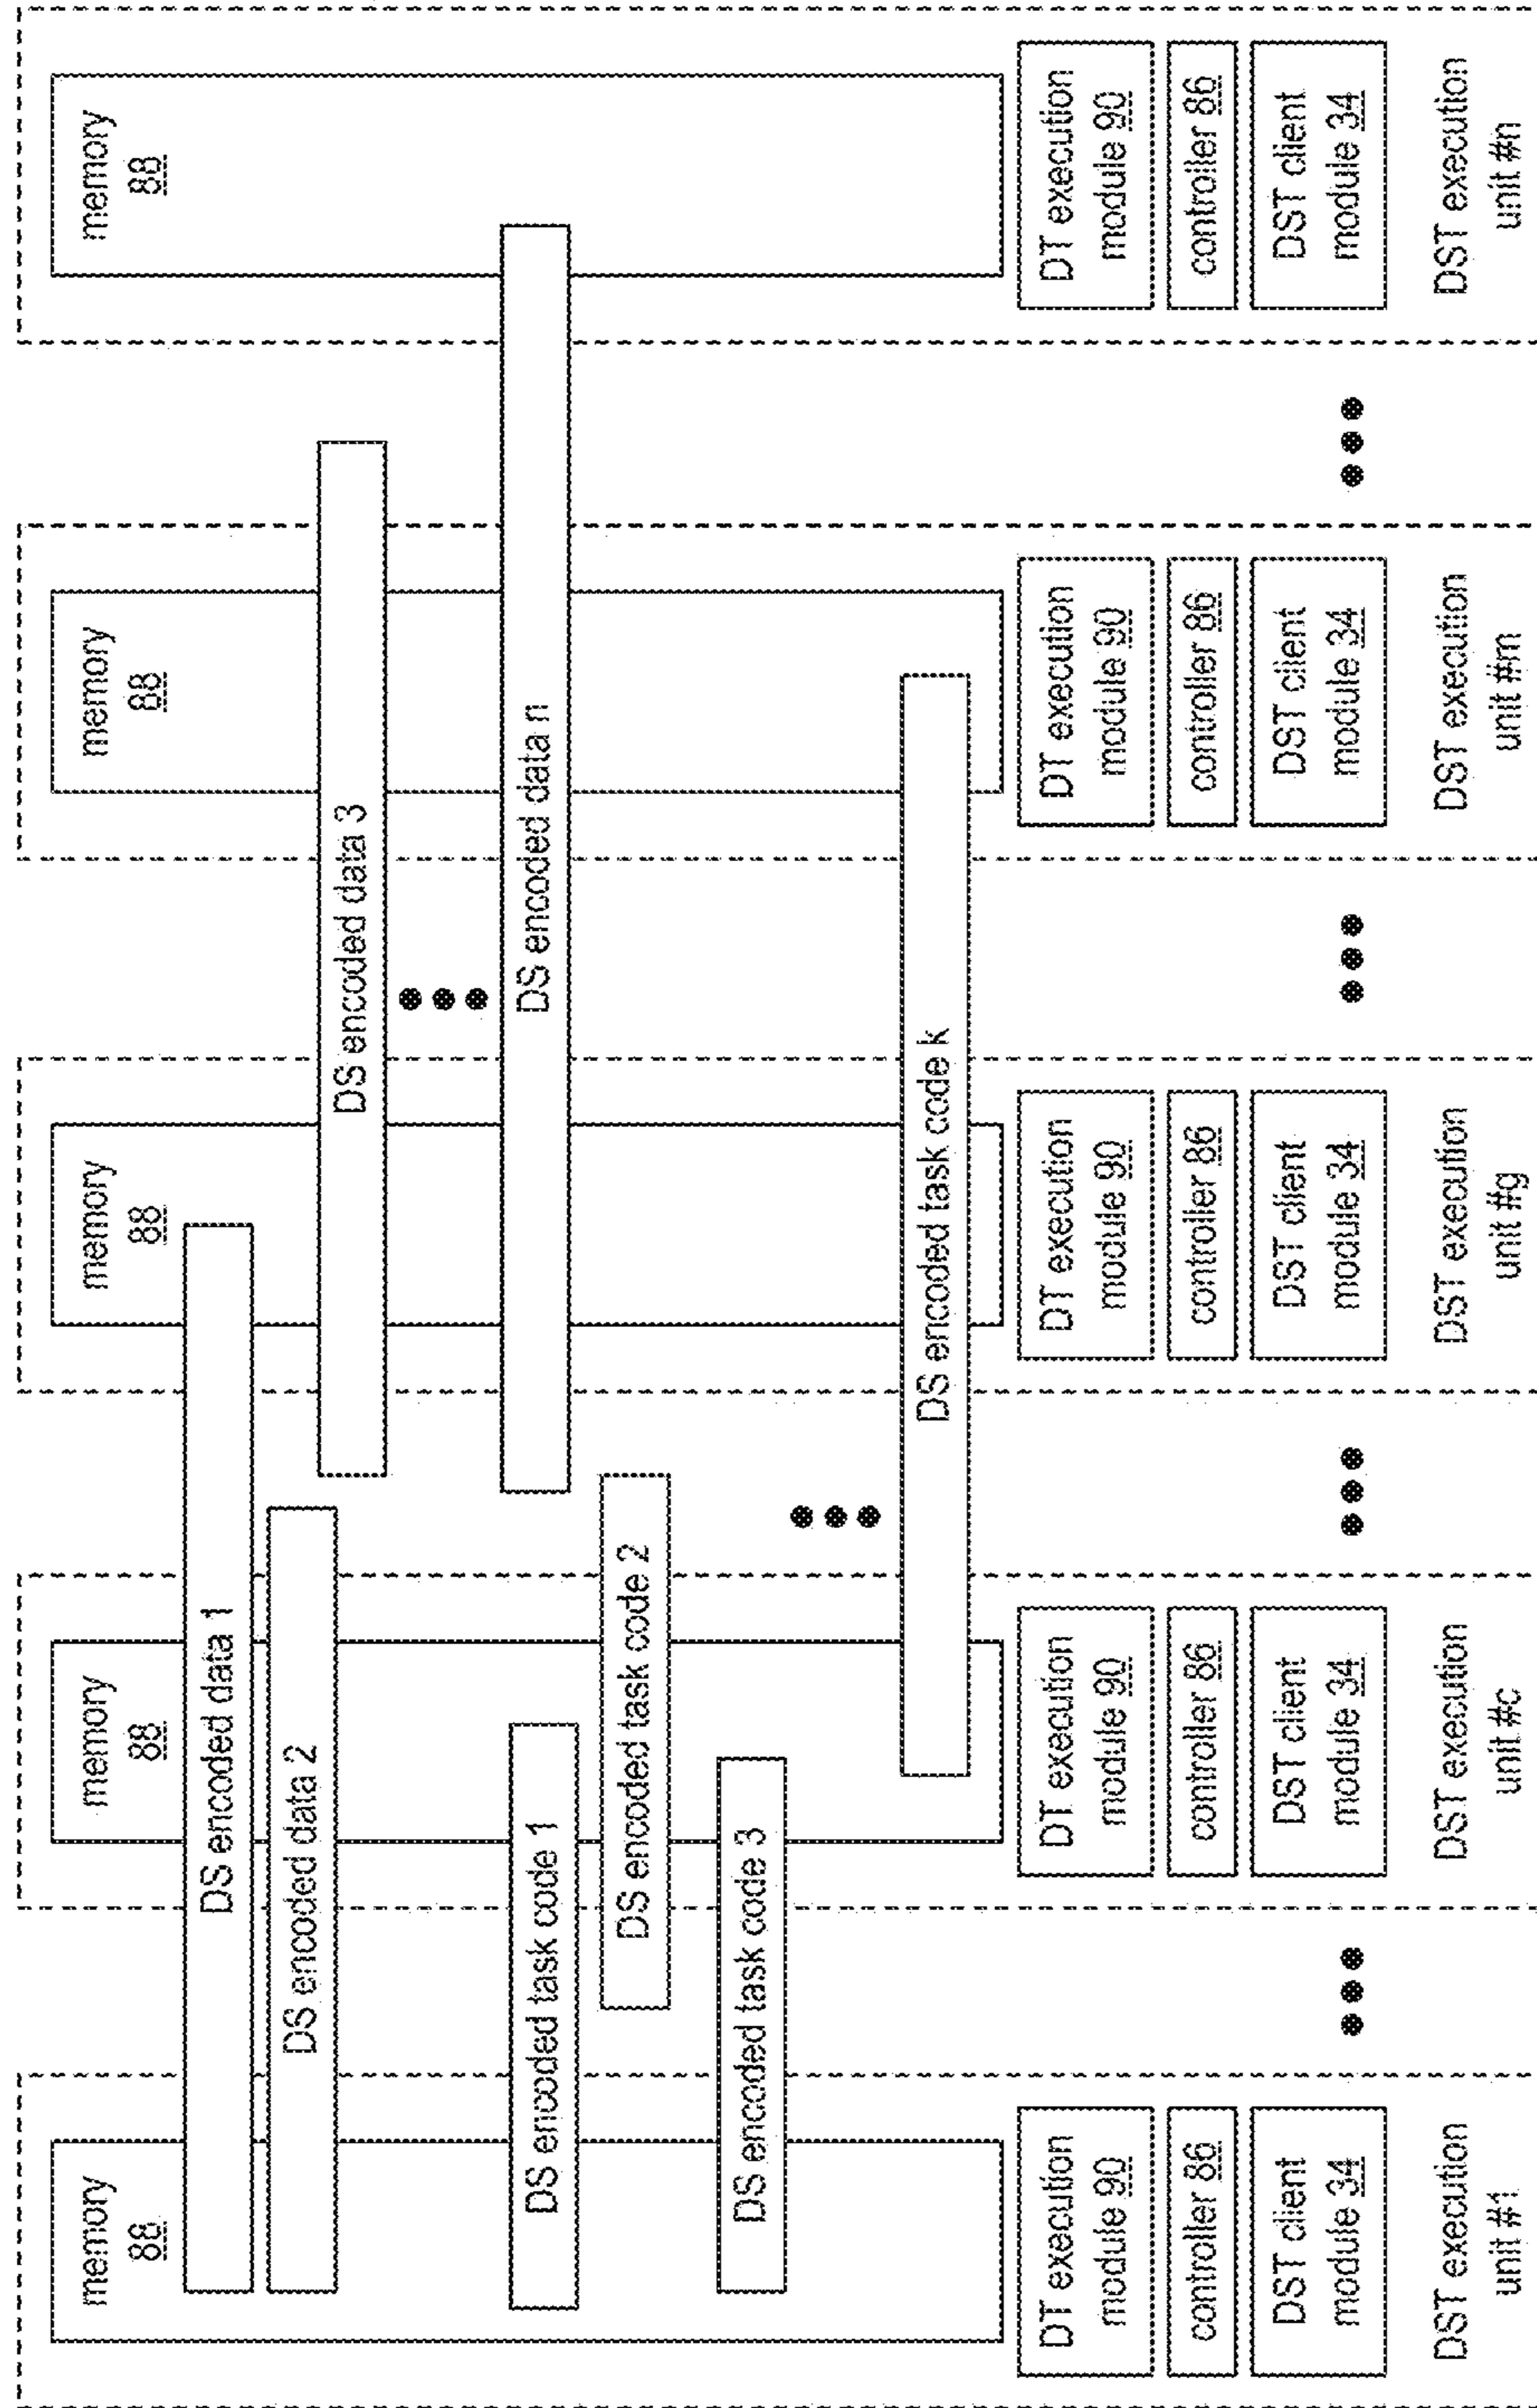 memory
88
memory
88
memory
88
memory
88
memory
88
DS encoded data 1
DS encoded data 2
DS encoded data 3
DS encoded data n
DS encoded task code 1
DS encoded task code 2
DS encoded task code 3
DS encoded task code k
DT execution
module 90
controller 86
DST client
module 34
DST execution
unit #1
DT execution
module 90
controller 86
DST client
module 34
DST execution
unit #c
DT execution
module 90
controller 86
DST client
module 34
DST execution
unit #g
DT execution
module 90
controller 86
DST client
module 34
DST execution
unit #m
DT execution
module 90
controller 86
DST client
module 34
DST execution
unit #n